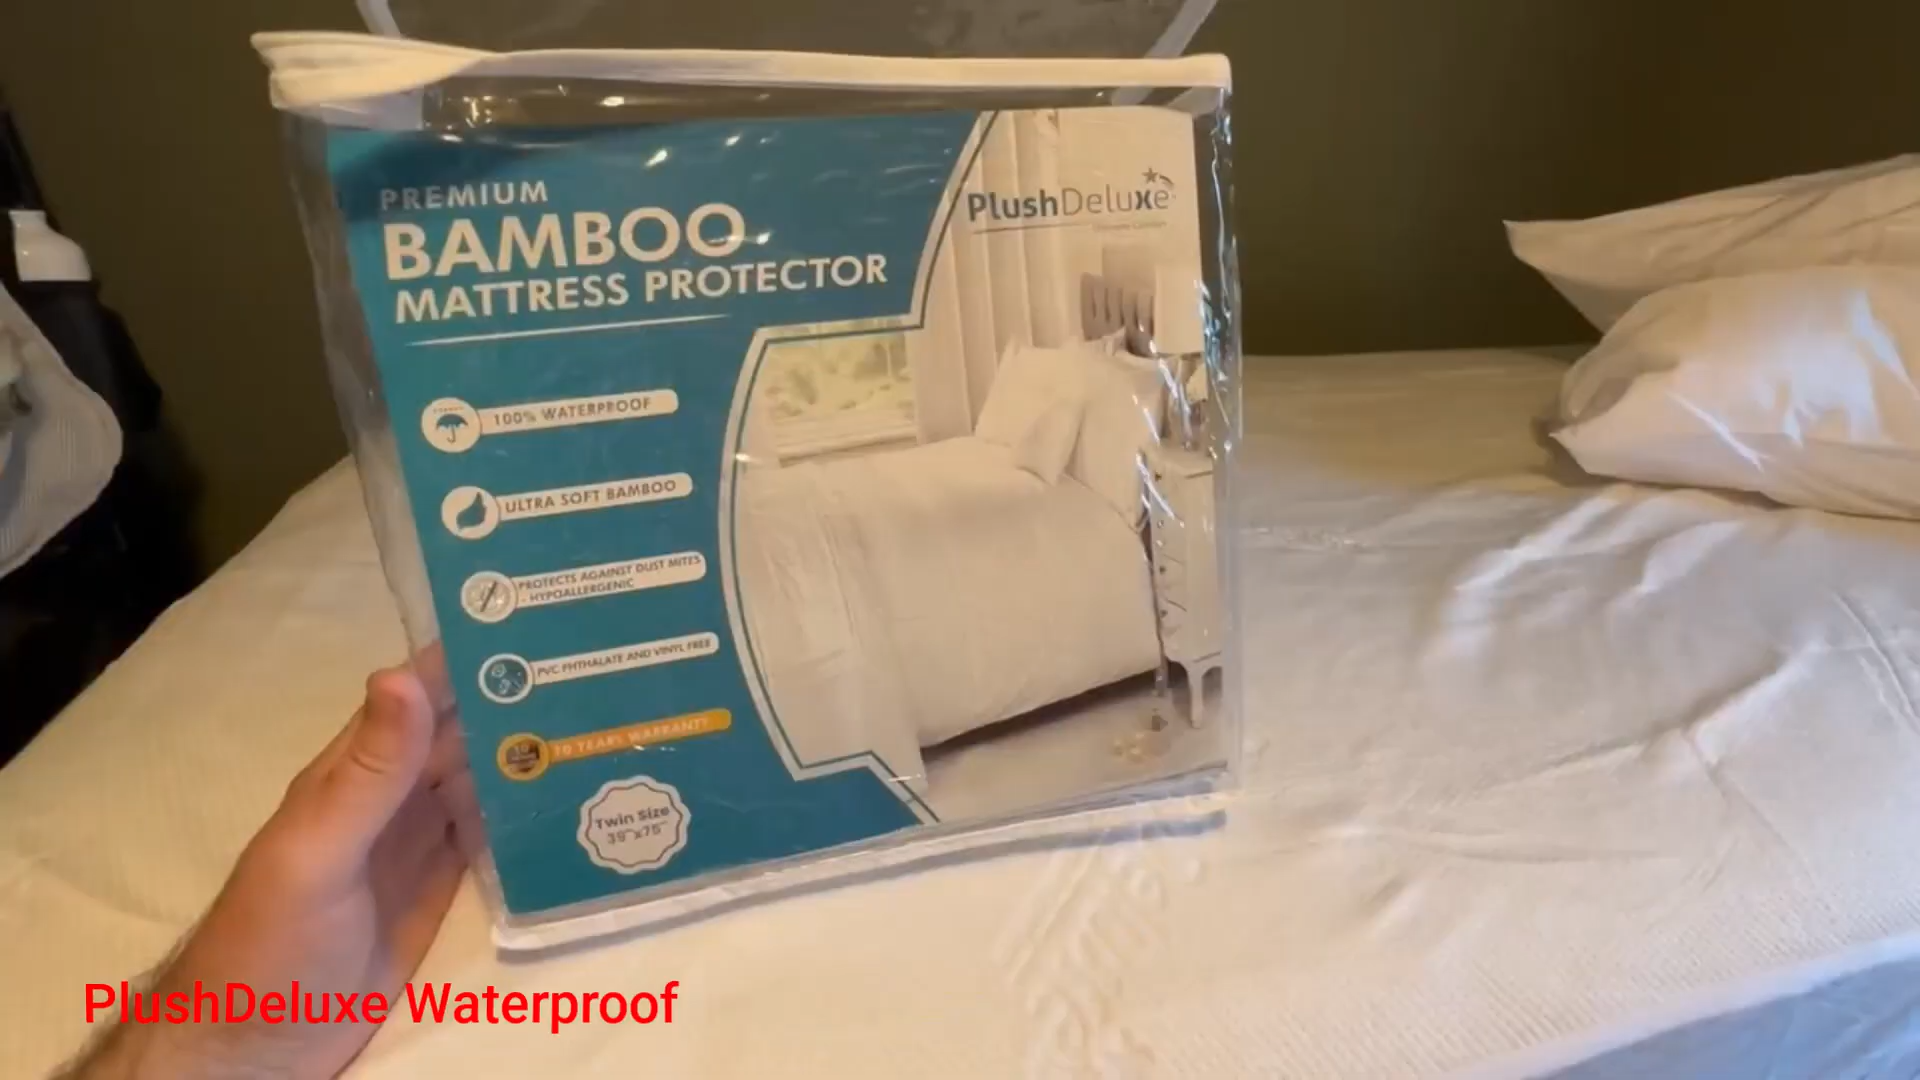 PREMIUM
BAMBOO
MATTRESS PROTECTOR
PlushDeluxe
100% WATERPROOF
ULTRA SOFT BAMBOO
PROTECTS AGAINST DUST MITES
- HYPOALLERGENIC
PVC PHTHALATE AND VINYL FREE
10 YEARS WARRANTY
Twin Size
39"x75"
PlushDeluxe Waterproof